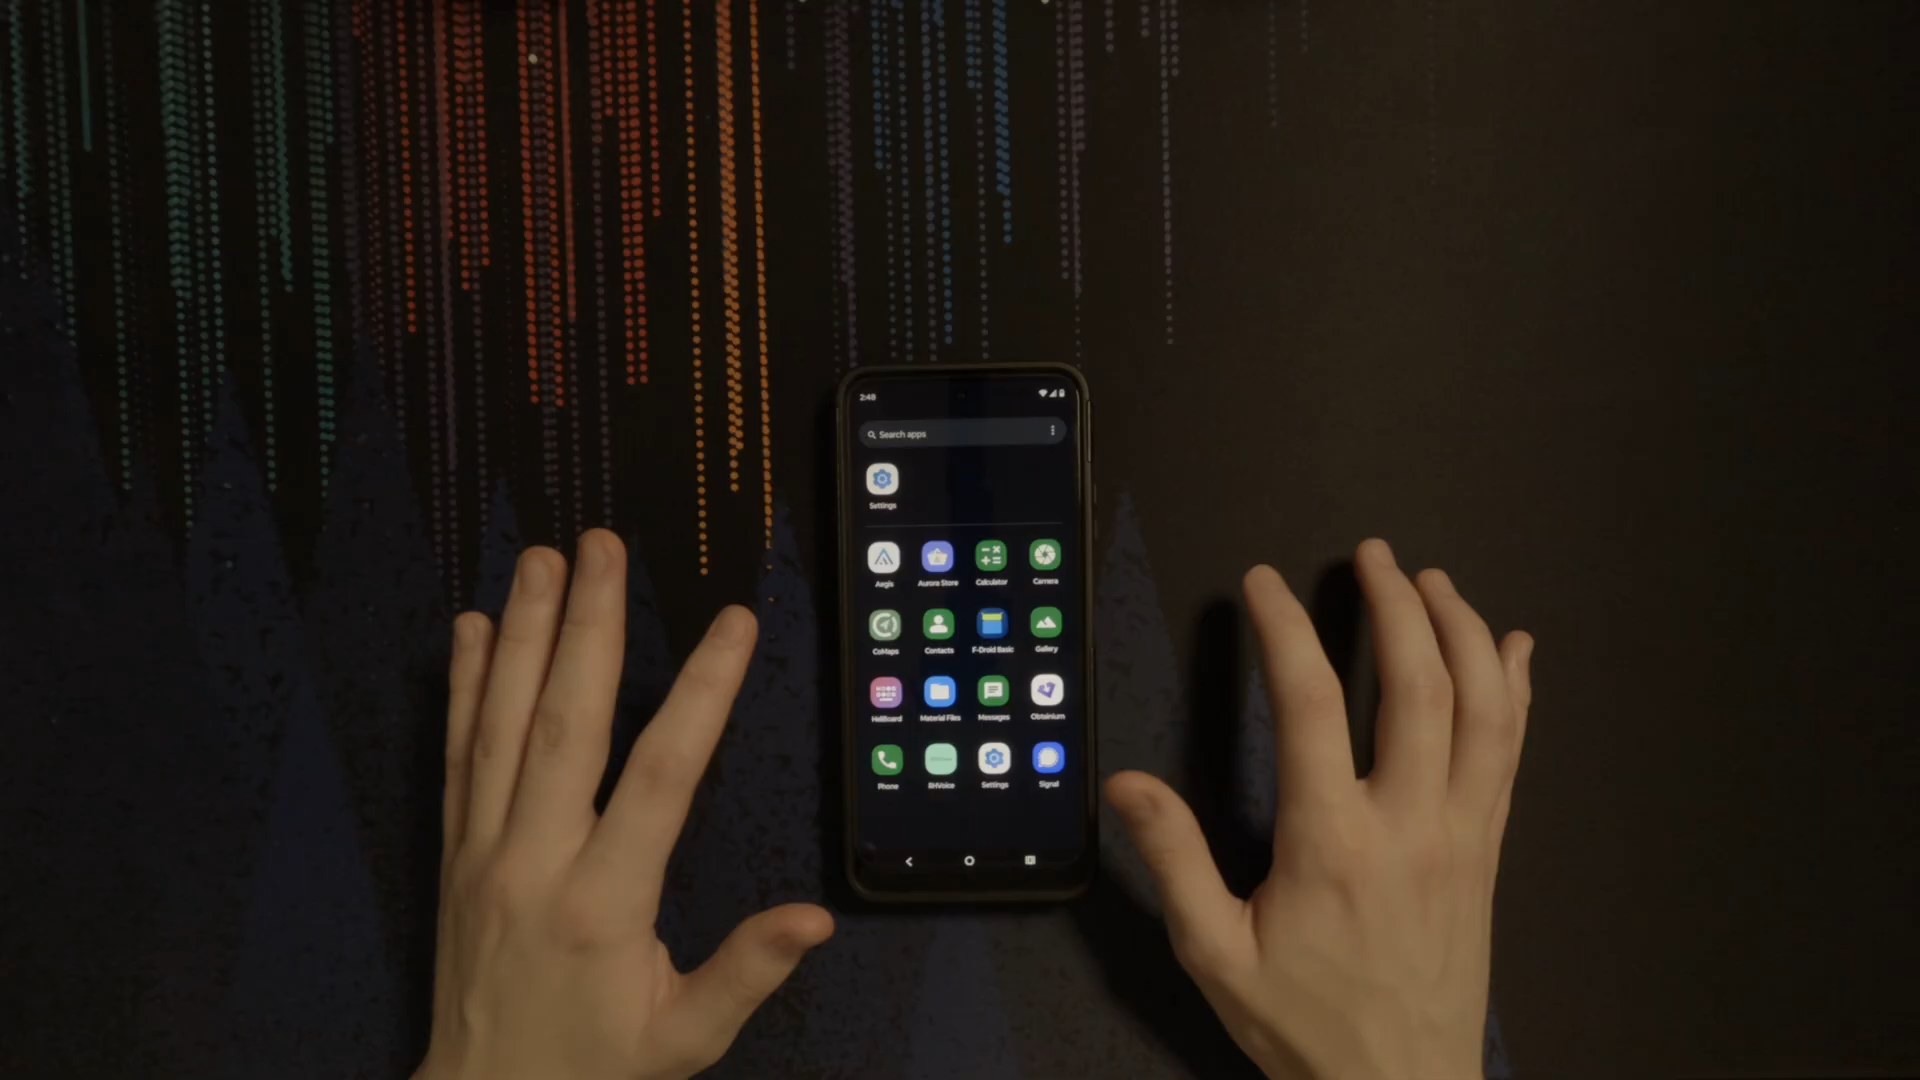 2:49
Search apps
Settings
Aegis Aurora Store Calculator Camera
CoMaps Contacts F-Droid Basic Gallery
HeliBoard Material Files Messages Obtainium
Phone Settings Signal